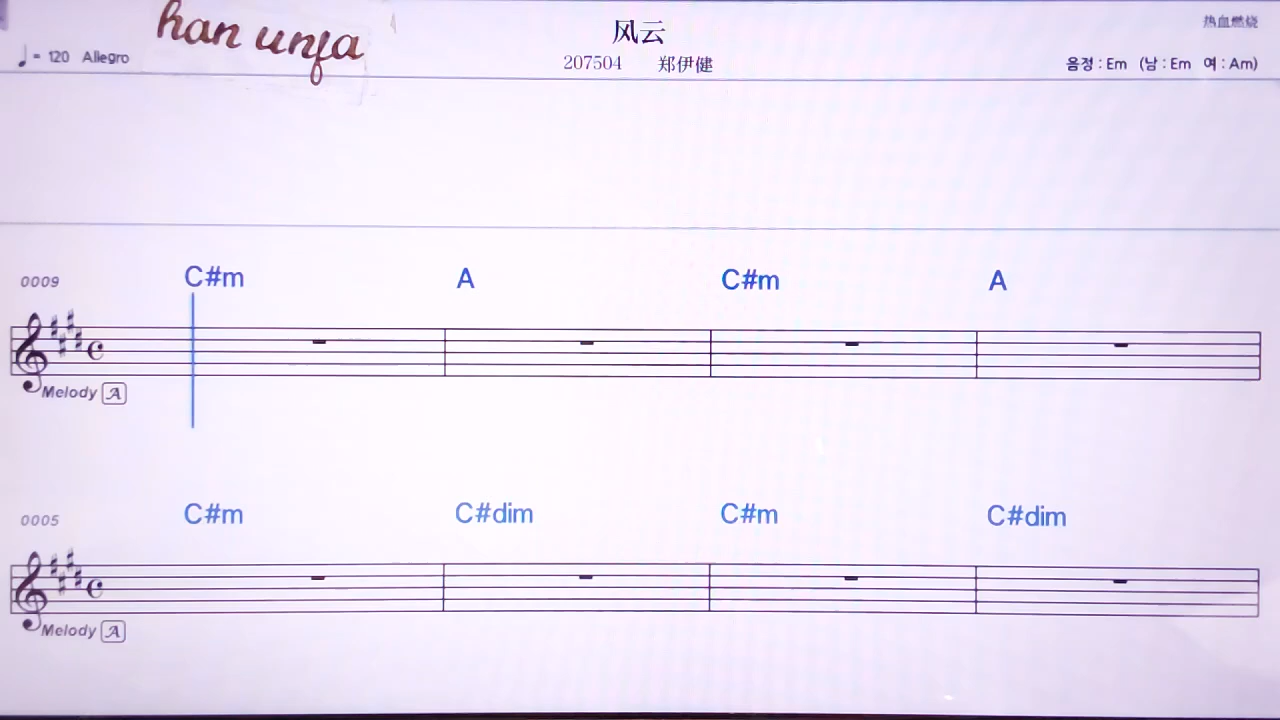 han unja
风云
热血燃烧
♩= 120 Allegro
207504 郑伊健
음정 : Em (남 : Em 여 : Am)
0009 C#m A C#m A
Melody A
0005 C#m C#dim C#m C#dim
Melody A